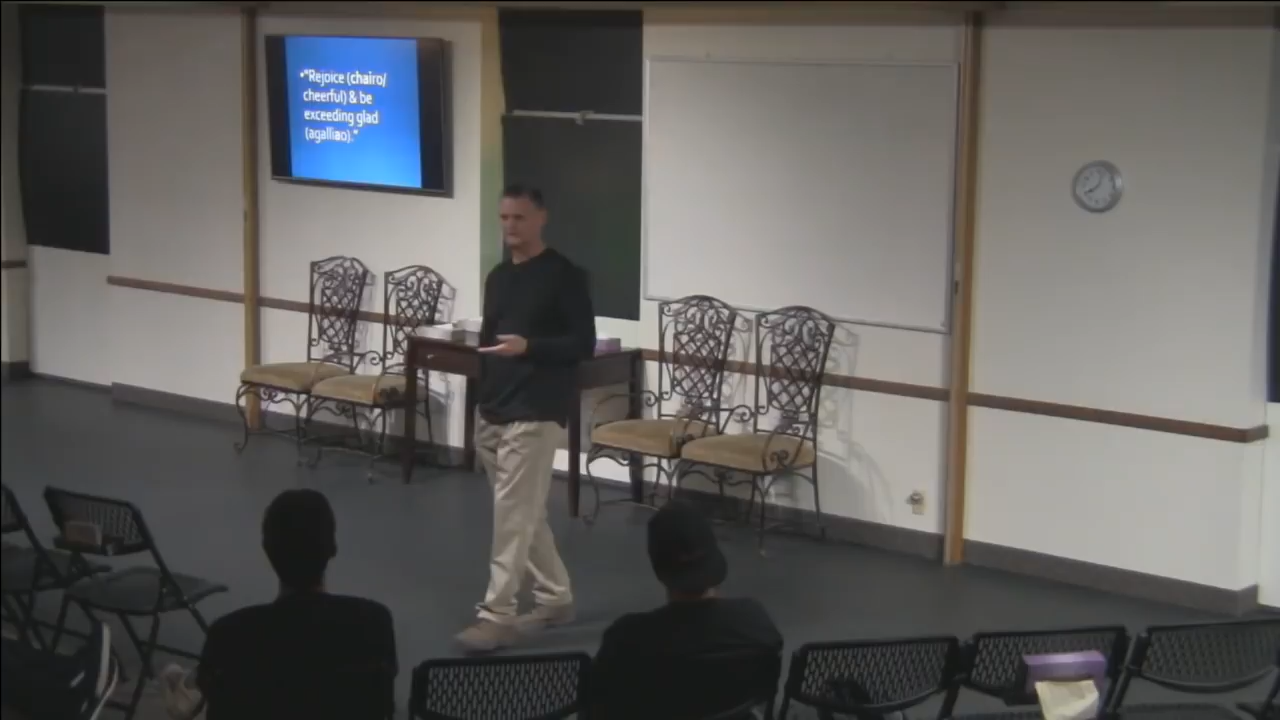 •"Rejoice (chairo/
cheerful) & be
exceeding glad
(agalliao)."